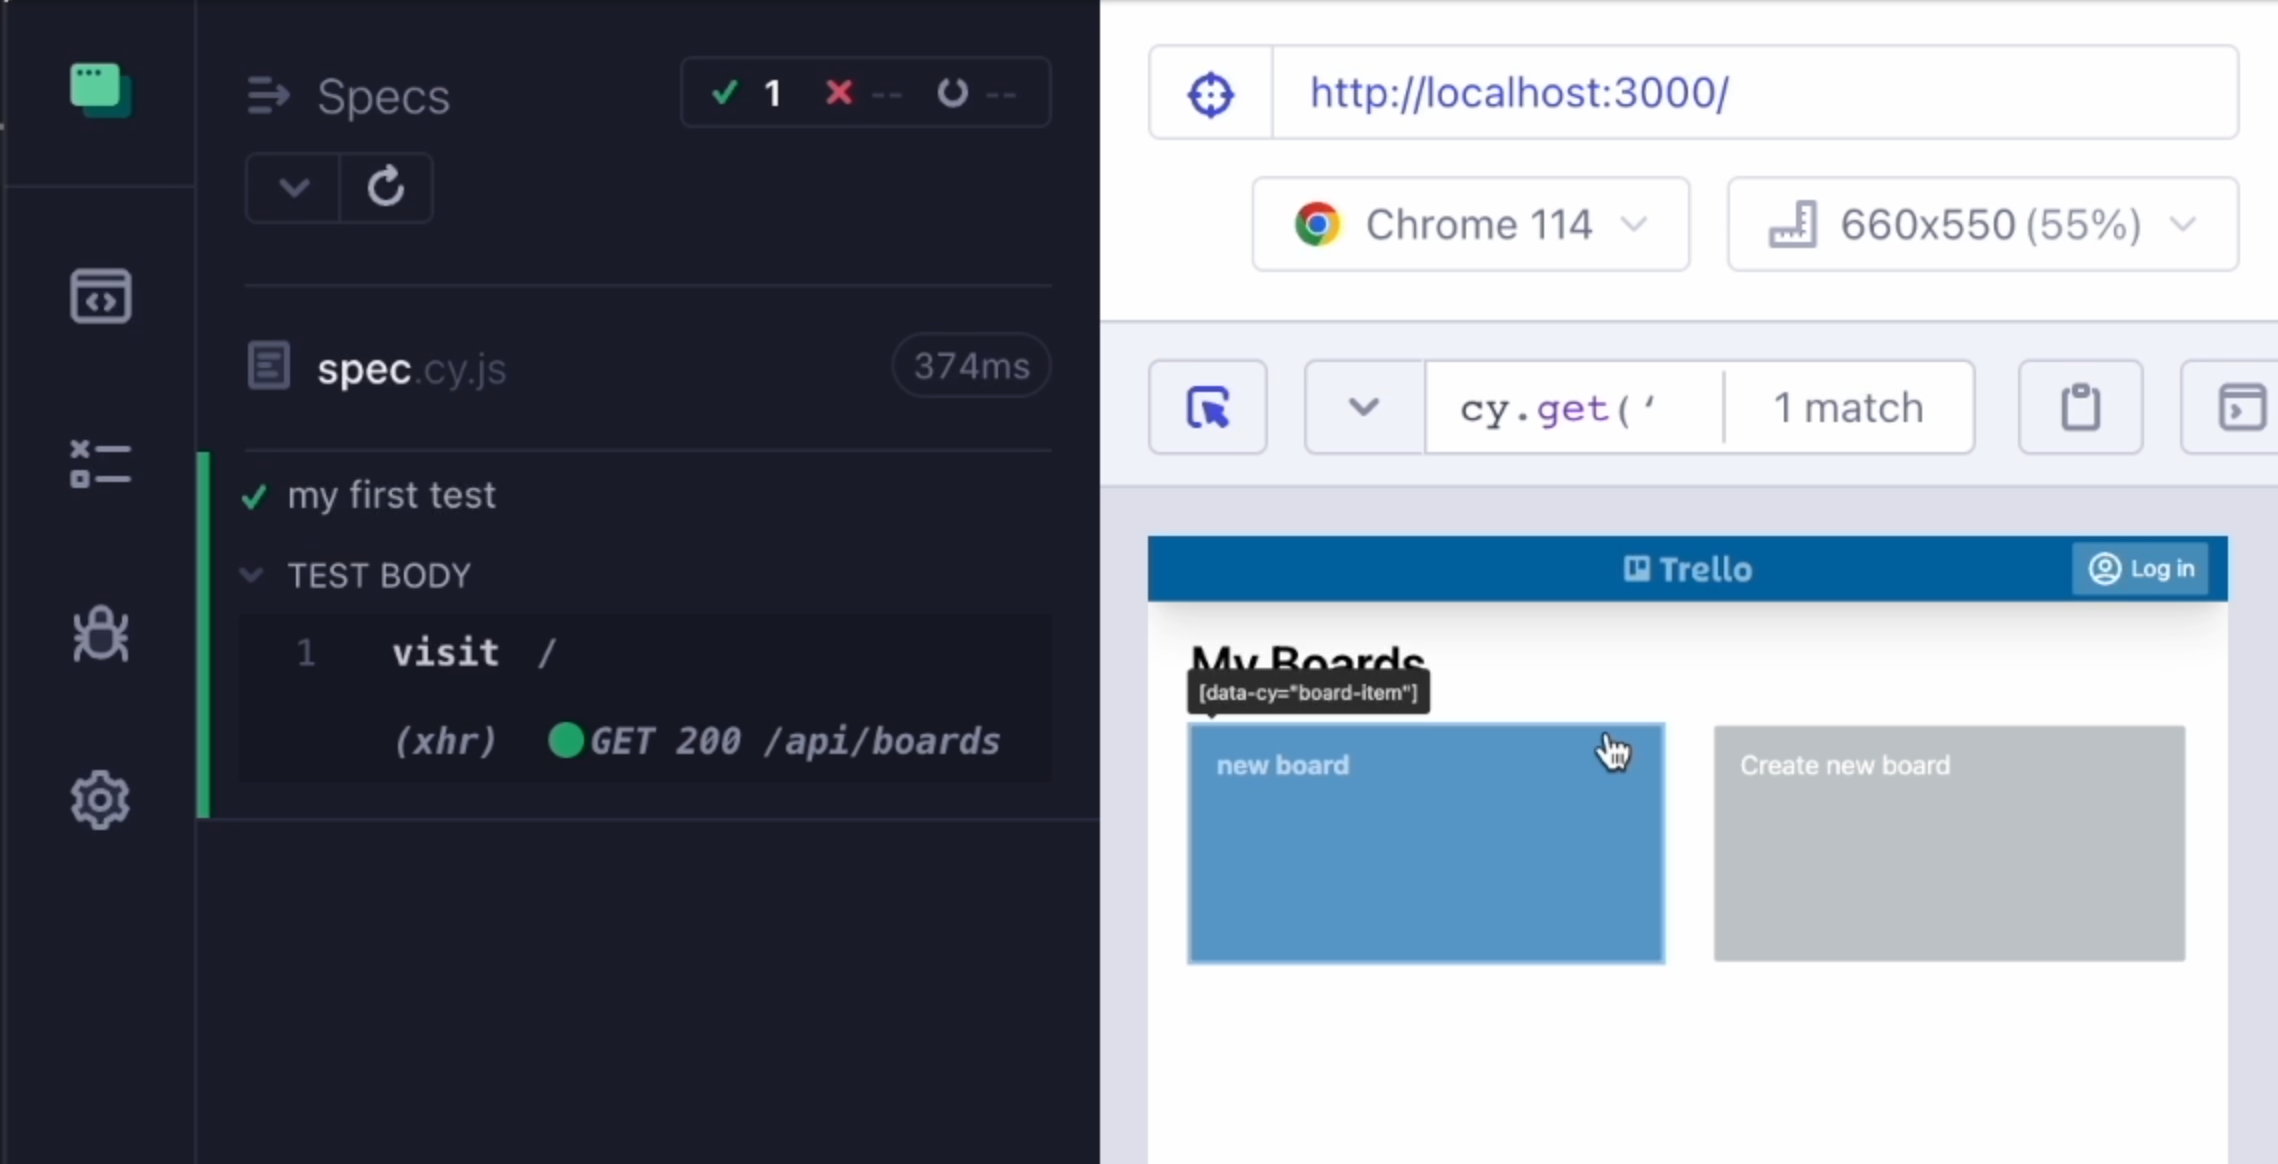 Specs
1 -- --
spec.cy.js
374ms
my first test
TEST BODY
1 visit /
(xhr) GET 200 /api/boards
http://localhost:3000/
Chrome 114
660x550 (55%)
cy.get('
1 match
Trello
Log in
My Boards
[data-cy="board-item"]
new board
Create new board